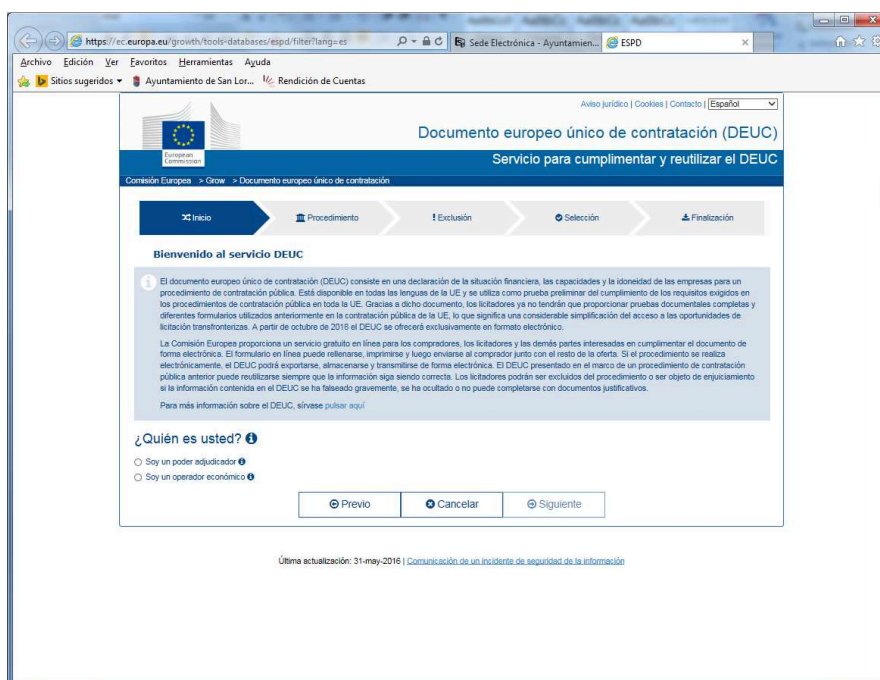 https://ec.europa.eu/growth/tools-databases/espd/filter?lang=es
Sede Electrónica - Ayuntamien...
ESPD
Archivo Edición Ver Favoritos Herramientas Ayuda
Sitios sugeridos
Ayuntamiento de San Lor...
Rendición de Cuentas
Aviso jurídico | Cookies | Contacto | Español
European
Commission
Documento europeo único de contratación (DEUC)
Servicio para cumplimentar y reutilizar el DEUC
Comisión Europea > Grow > Documento europeo único de contratación
Inicio
Procedimiento
Exclusión
Selección
Finalización
Bienvenido al servicio DEUC
El documento europeo único de contratación (DEUC) consiste en una declaración de la situación financiera, las capacidades y la idoneidad de las empresas para un
procedimiento de contratación pública. Está disponible en todas las lenguas de la UE y se utiliza como prueba preliminar del cumplimiento de los requisitos exigidos en
los procedimientos de contratación pública en toda la UE. Gracias a dicho documento, los licitadores ya no tendrán que proporcionar pruebas documentales completas y
diferentes formularios utilizados anteriormente en la contratación pública de la UE, lo que significa una considerable simplificación del acceso a las oportunidades de
licitación transfronterizas. A partir de octubre de 2018 el DEUC se ofrecerá exclusivamente en formato electrónico.
La Comisión Europea proporciona un servicio gratuito en línea para los compradores, los licitadores y las demás partes interesadas en cumplimentar el documento de
forma electrónica. El formulario en línea puede rellenarse, imprimirse y luego enviarse al comprador junto con el resto de la oferta. Si el procedimiento se realiza
electrónicamente, el DEUC podrá exportarse, almacenarse y transmitirse de forma electrónica. El DEUC presentado en el marco de un procedimiento de contratación
pública anterior puede reutilizarse siempre que la información siga siendo correcta. Los licitadores podrán ser excluidos del procedimiento o ser objeto de enjuiciamiento
si la información contenida en el DEUC se ha falseado gravemente, se ha ocultado o no puede completarse con documentos justificativos.
Para más información sobre el DEUC, sírvase pulsar aquí
¿Quién es usted?
Soy un poder adjudicador
Soy un operador económico
Previo
Cancelar
Siguiente
Última actualización: 31-may-2016 | Comunicación de un incidente de seguridad de la información